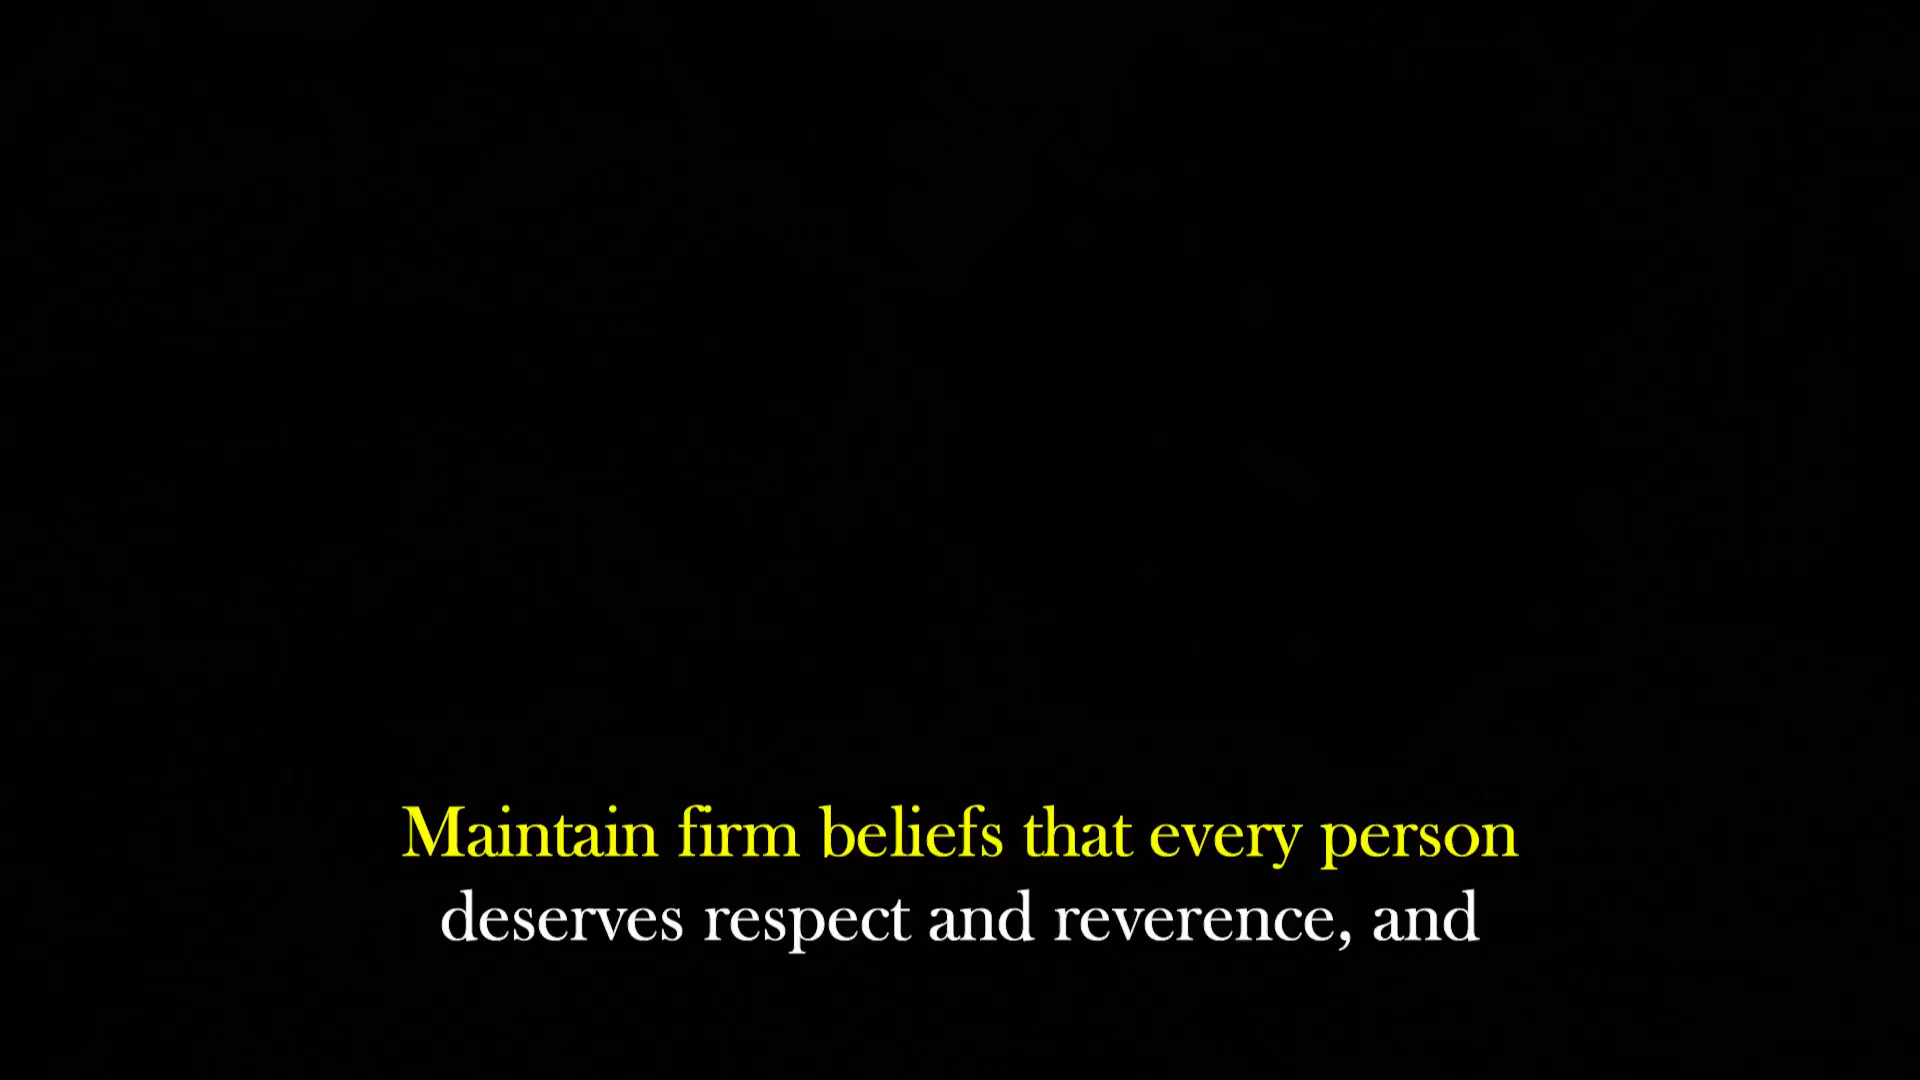 Maintain firm beliefs that every person
deserves respect and reverence, and